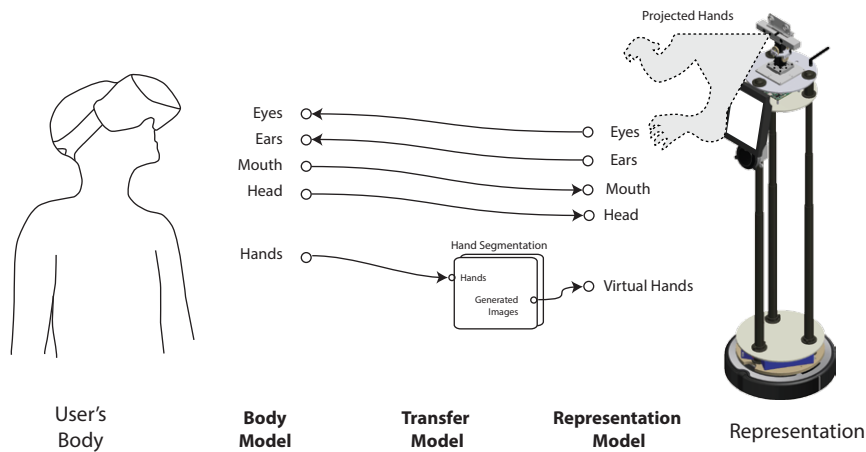 Projected Hands
Eyes
Ears
Mouth
Head
Hands
Eyes
Ears
Mouth
Head
Hand Segmentation
Hands
Generated
Images
Virtual Hands
User's
Body
Body
Model
Transfer
Model
Representation
Model
Representation